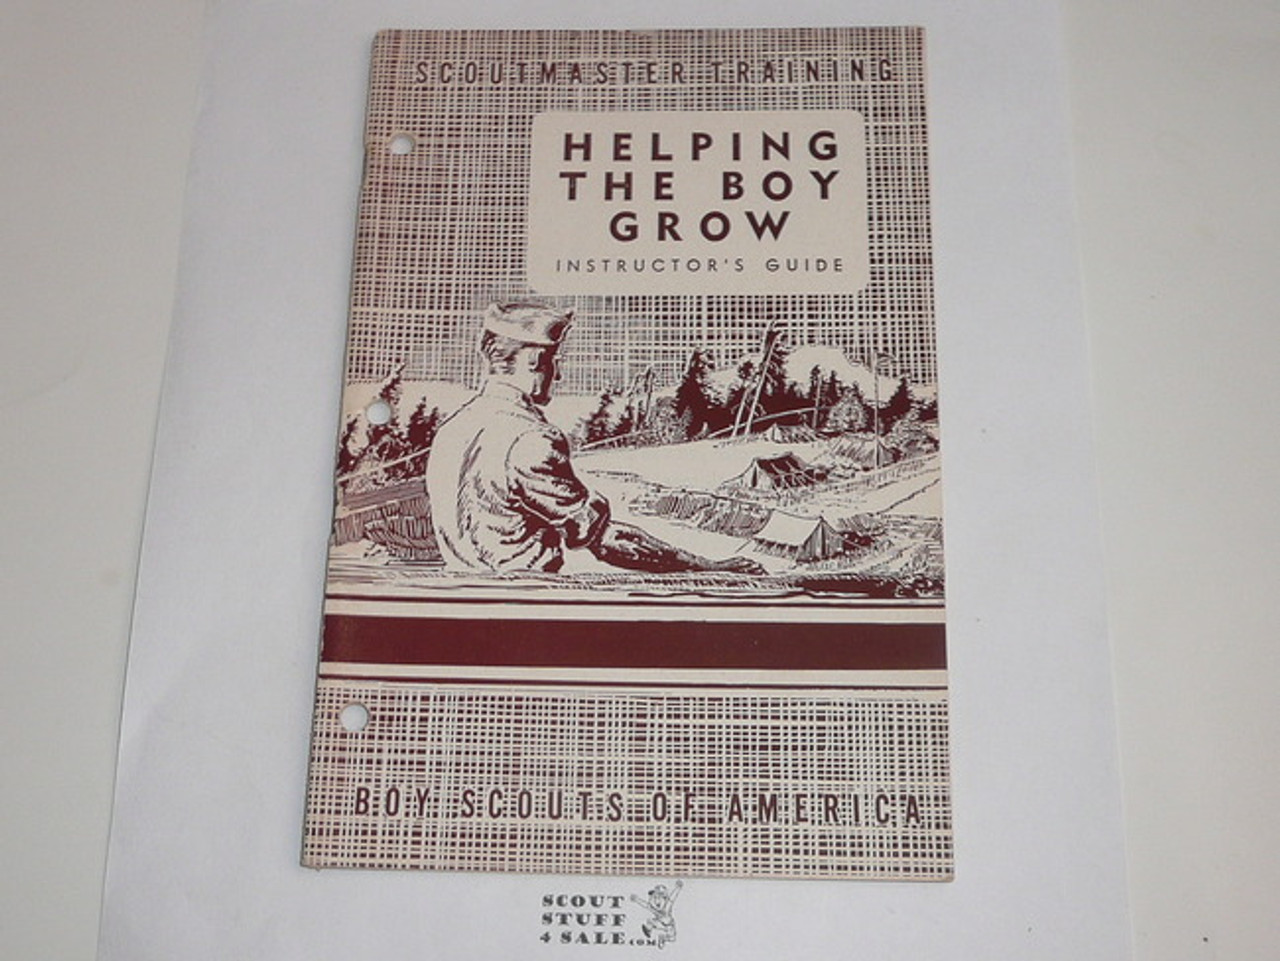 SCOUTMASTER TRAINING
HELPING
THE BOY
GROW
INSTRUCTOR'S GUIDE
BOY SCOUTS OF AMERICA
SCOUT
STUFF
4 SALE.COM